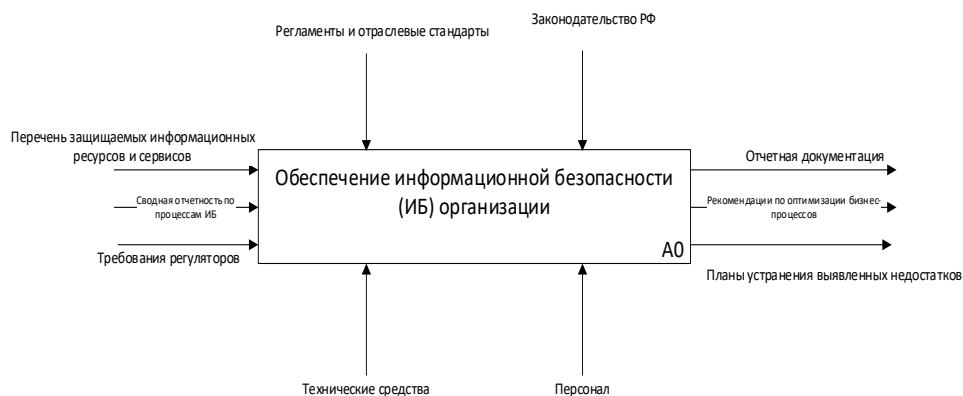 Законодательство РФ
Регламенты и отраслевые стандарты
Перечень защищаемых информационных
ресурсов и сервисов
Сводная отчетность по
процессам ИБ
Требования регуляторов
Обеспечение информационной безопасности
(ИБ) организации
А0
Отчетная документация
Рекомендации по оптимизации бизнес-
процессов
Планы устранения выявленных недостатков
Технические средства
Персонал